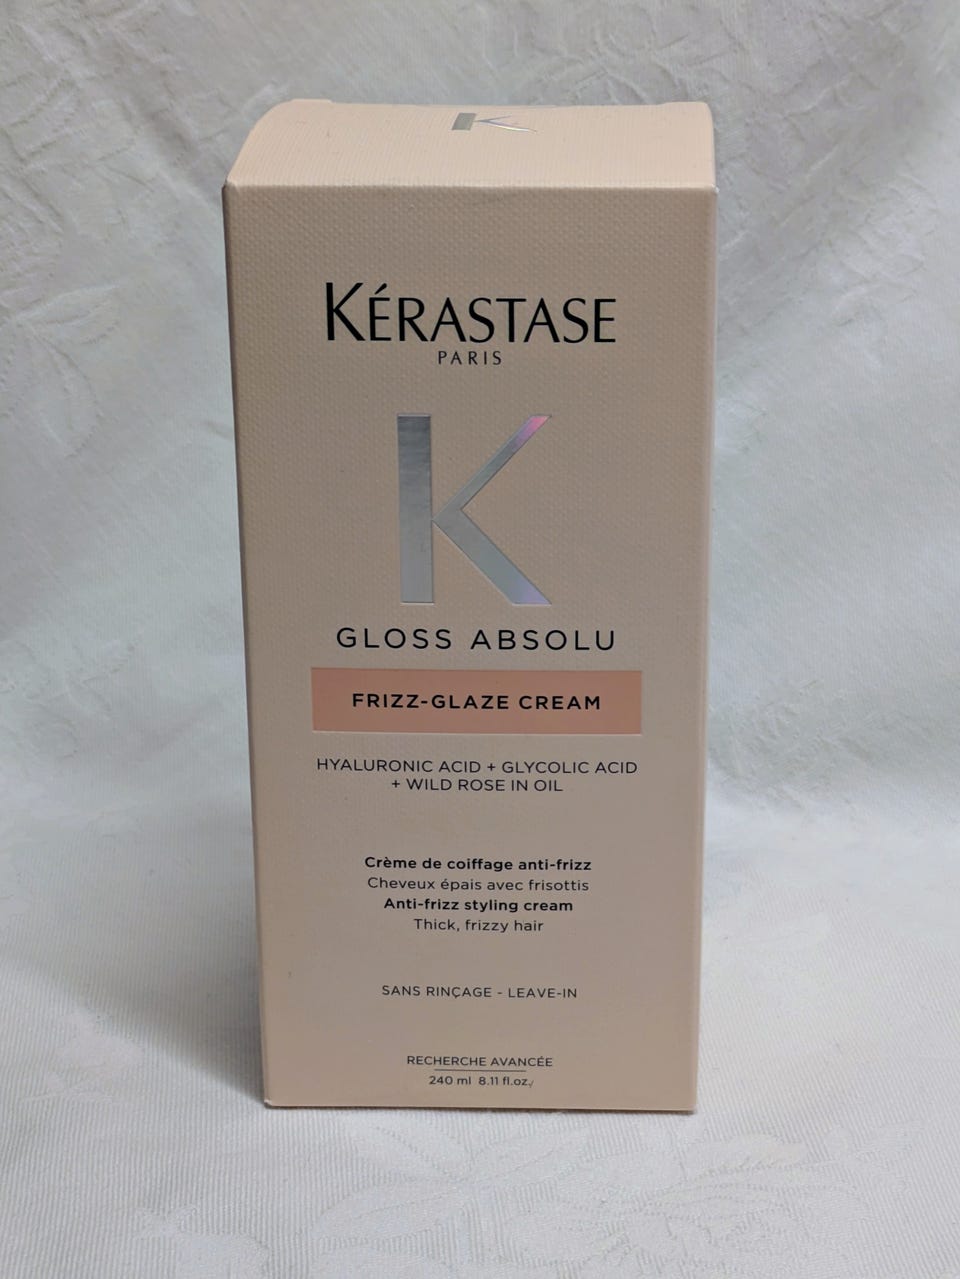 K
KÉRASTASE
PARIS
K
GLOSS ABSOLU
FRIZZ-GLAZE CREAM
HYALURONIC ACID + GLYCOLIC ACID
+ WILD ROSE IN OIL
Crème de coiffage anti-frizz
Cheveux épais avec frisottis
Anti-frizz styling cream
Thick, frizzy hair
SANS RINÇAGE - LEAVE-IN
RECHERCHE AVANCÉE
240 ml 8.11 fl.oz./